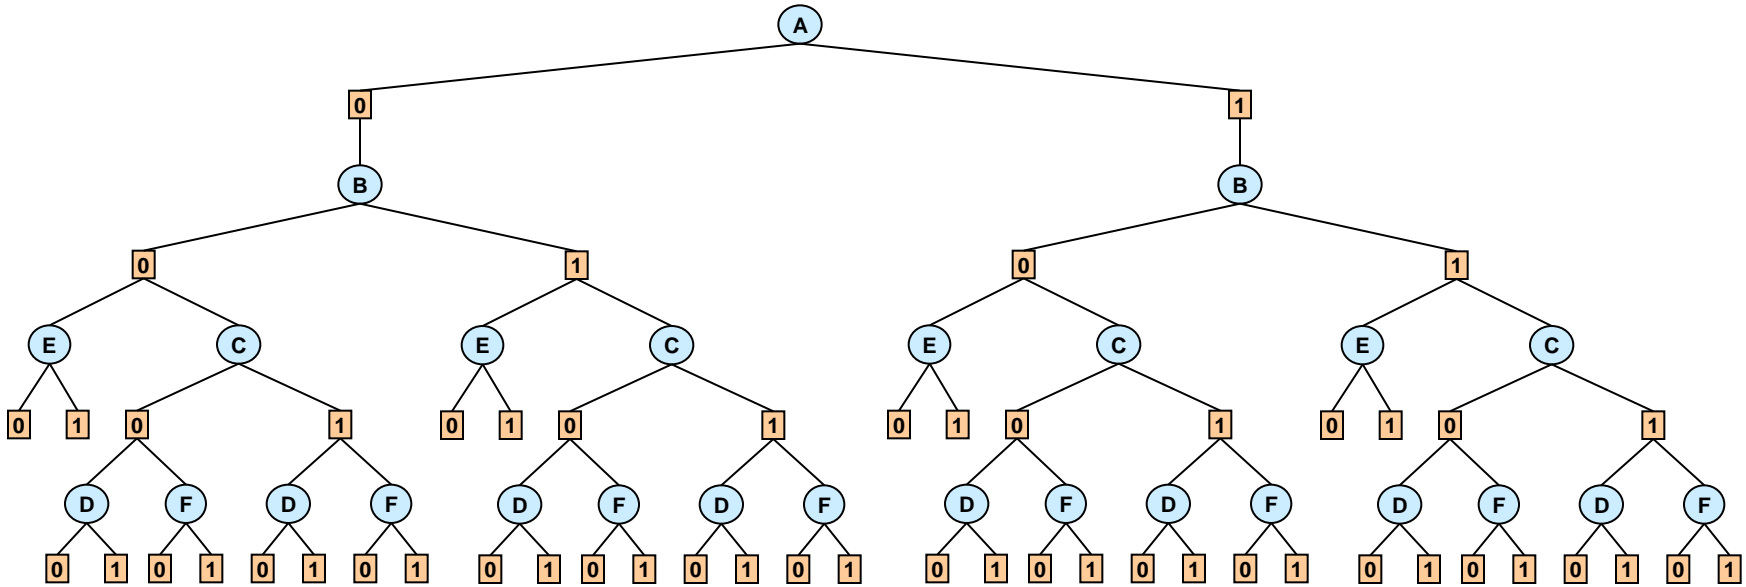 A
0 1
B B
0 1 0 1
E C E C E C E C
0 1 0 1 0 1 0 1 0 1 0 1 0 1 0 1
D F D F D F D F D F D F D F D F
0 1 0 1 0 1 0 1 0 1 0 1 0 1 0 1 0 1 0 1 0 1 0 1 0 1 0 1 0 1 0 1